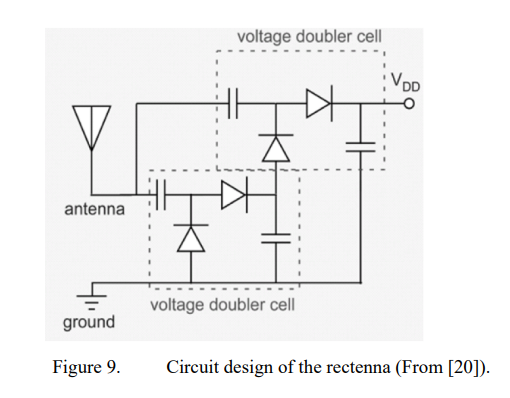 voltage doubler cell
VDD
antenna
voltage doubler cell
ground
Figure 9. Circuit design of the rectenna (From [20]).